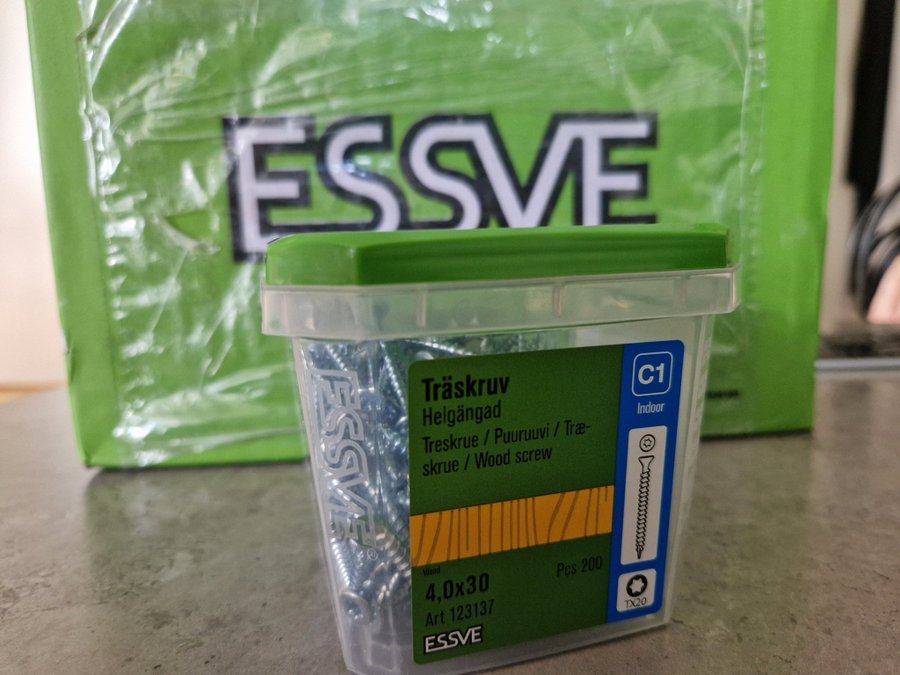 ESSVE
Träskruv
Helgängad
Treskrue / Puuruuvi / Træ-
skrue / Wood screw
C1
Indoor
ESSVE®
Wood
4,0x30
Pcs 200
Art 123137
ESSVE
TX20